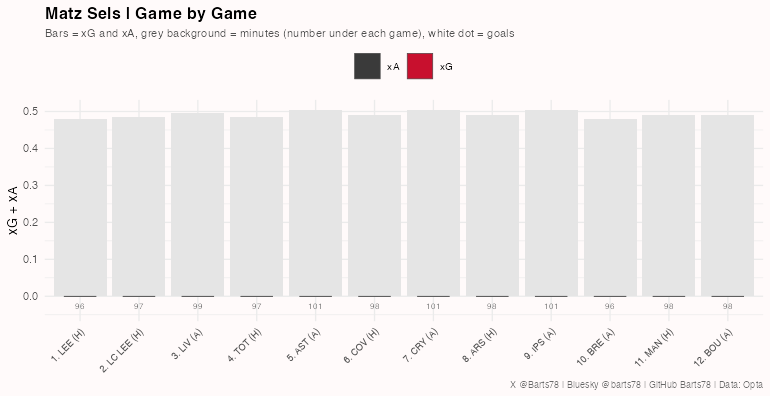 Matz Sels | Game by Game
Bars = xG and xA, grey background = minutes (number under each game), white dot = goals
xA xG
xG + xA
0.5
0.4
0.3
0.2
0.1
0.0
96 97 99 97 101 98 101 98 101 96 98 98
1. LEE (H)
2. LC LEE (H)
3. LIV (A)
4. TOT (H)
5. AST (A)
6. COV (H)
7. CRY (A)
8. ARS (H)
9. IPS (A)
10. BRE (A)
11. MAN (H)
12. BOU (A)
X @Barts78 | Bluesky @barts78 | GitHub Barts78 | Data: Opta